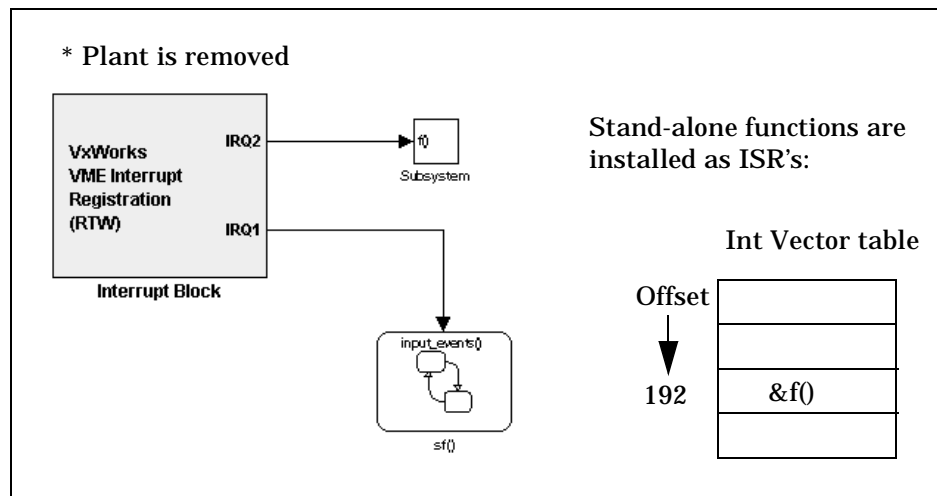 * Plant is removed
VxWorks
VME Interrupt
Registration
(RTW)
IRQ2
IRQ1
Interrupt Block
f()
Subsystem
input_events()
sf()
Stand-alone functions are
installed as ISR's:
Int Vector table
Offset
192
&f()